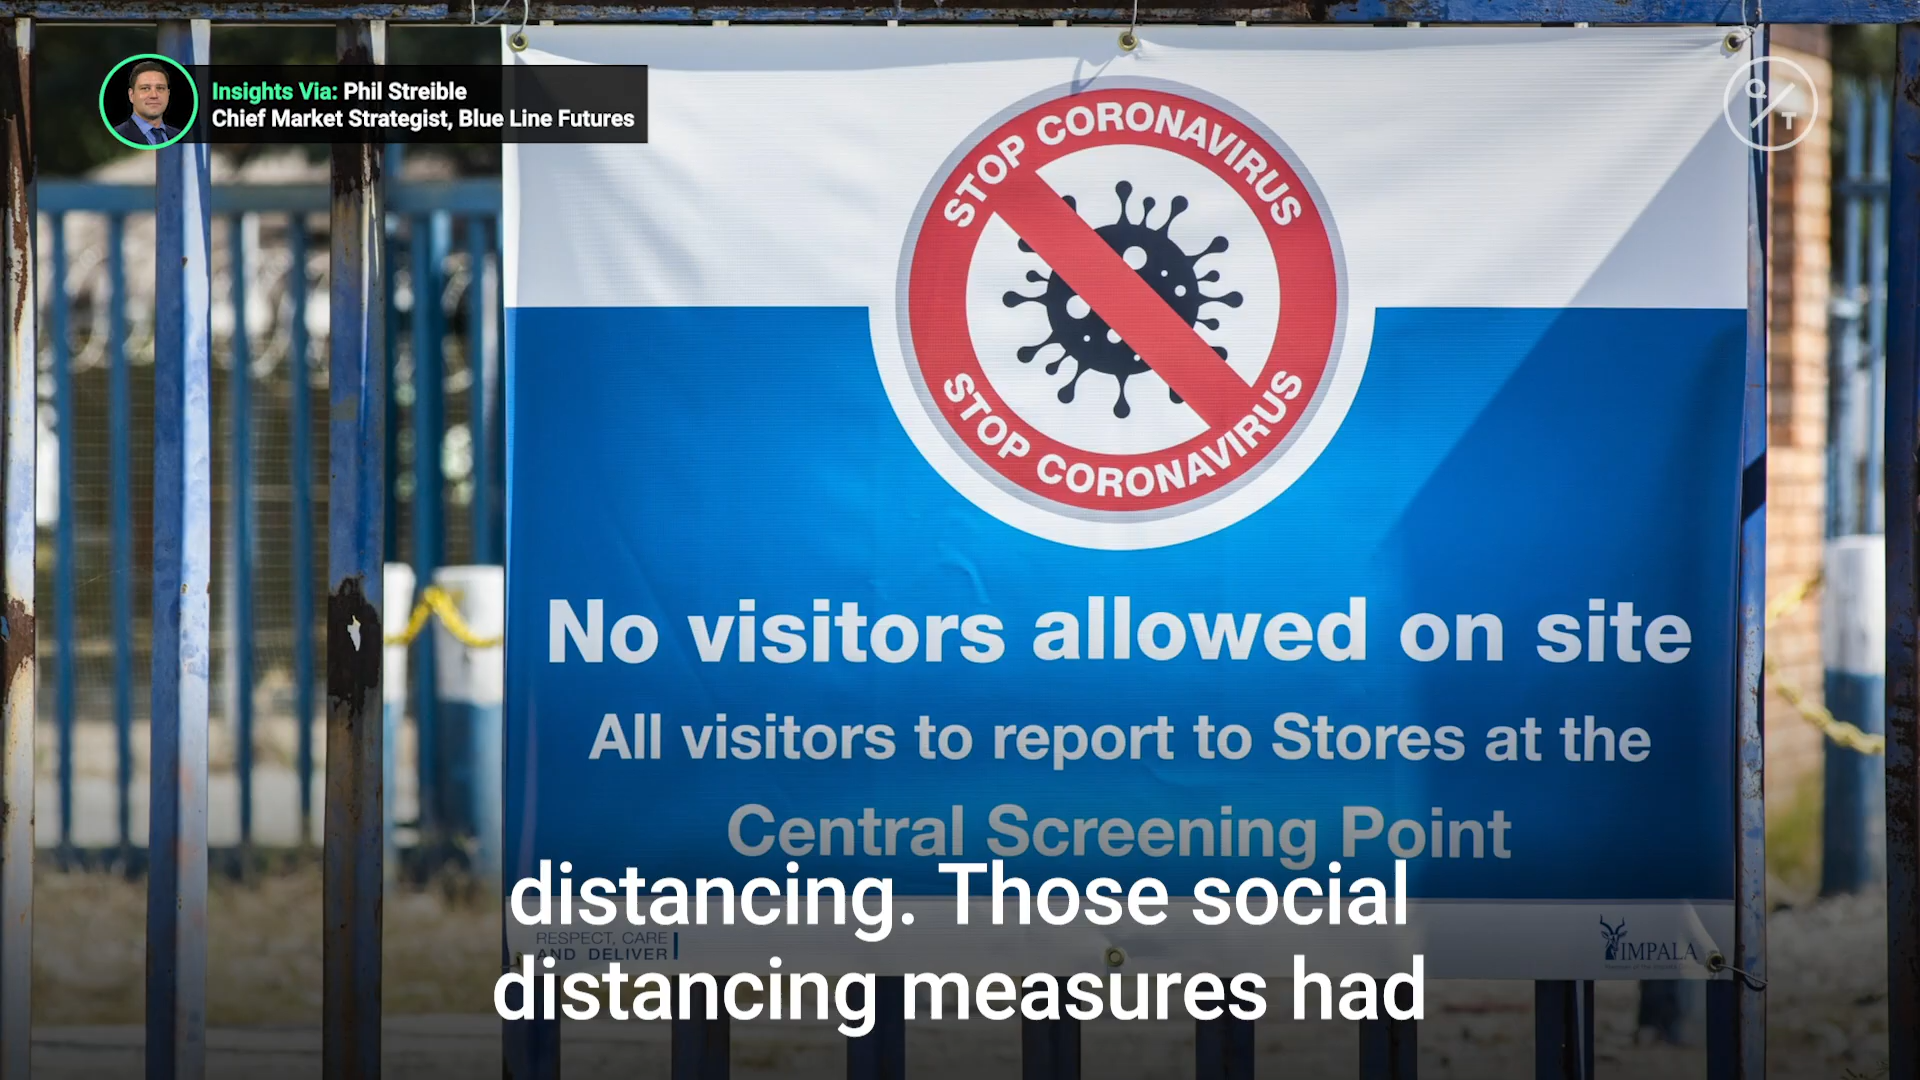 Insights Via: Phil Streible
Chief Market Strategist, Blue Line Futures
Q
T
STOP CORONAVIRUS
STOP CORONAVIRUS
No visitors allowed on site
All visitors to report to Stores at the
Central Screening Point
distancing. Those social
RESPECT, CARE
AND DELIVER
IMPALA
distancing measures had